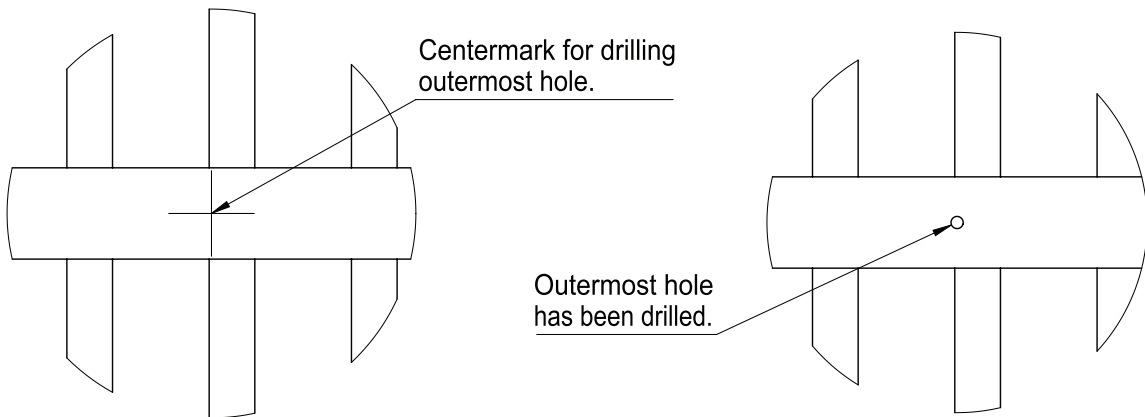 Centermark for drilling
outermost hole.
Outermost hole
has been drilled.